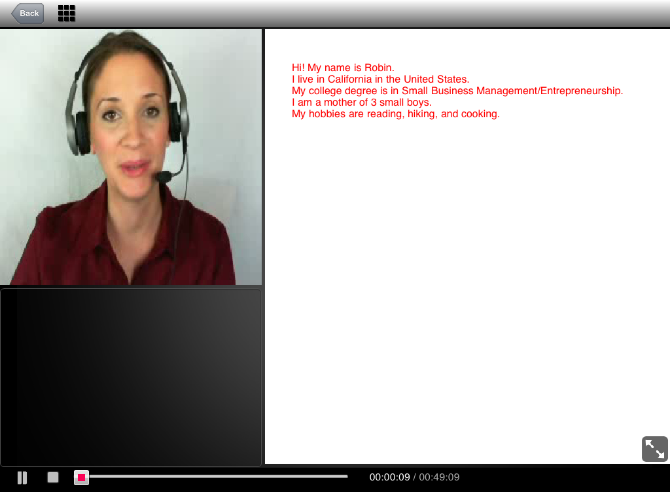 Back
Hi! My name is Robin.
I live in California in the United States.
My college degree is in Small Business Management/Entrepreneurship.
I am a mother of 3 small boys.
My hobbies are reading, hiking, and cooking.
00:00:09 / 00:49:09